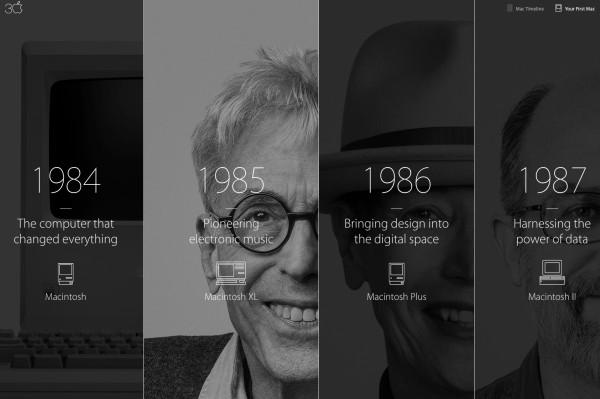 30
Mac Timeline
Your First Mac
1984
The computer that
changed everything
Macintosh
1985
Pioneering
electronic music
Macintosh XL
1986
Bringing design into
the digital space
Macintosh Plus
1987
Harnessing the
power of data
Macintosh II